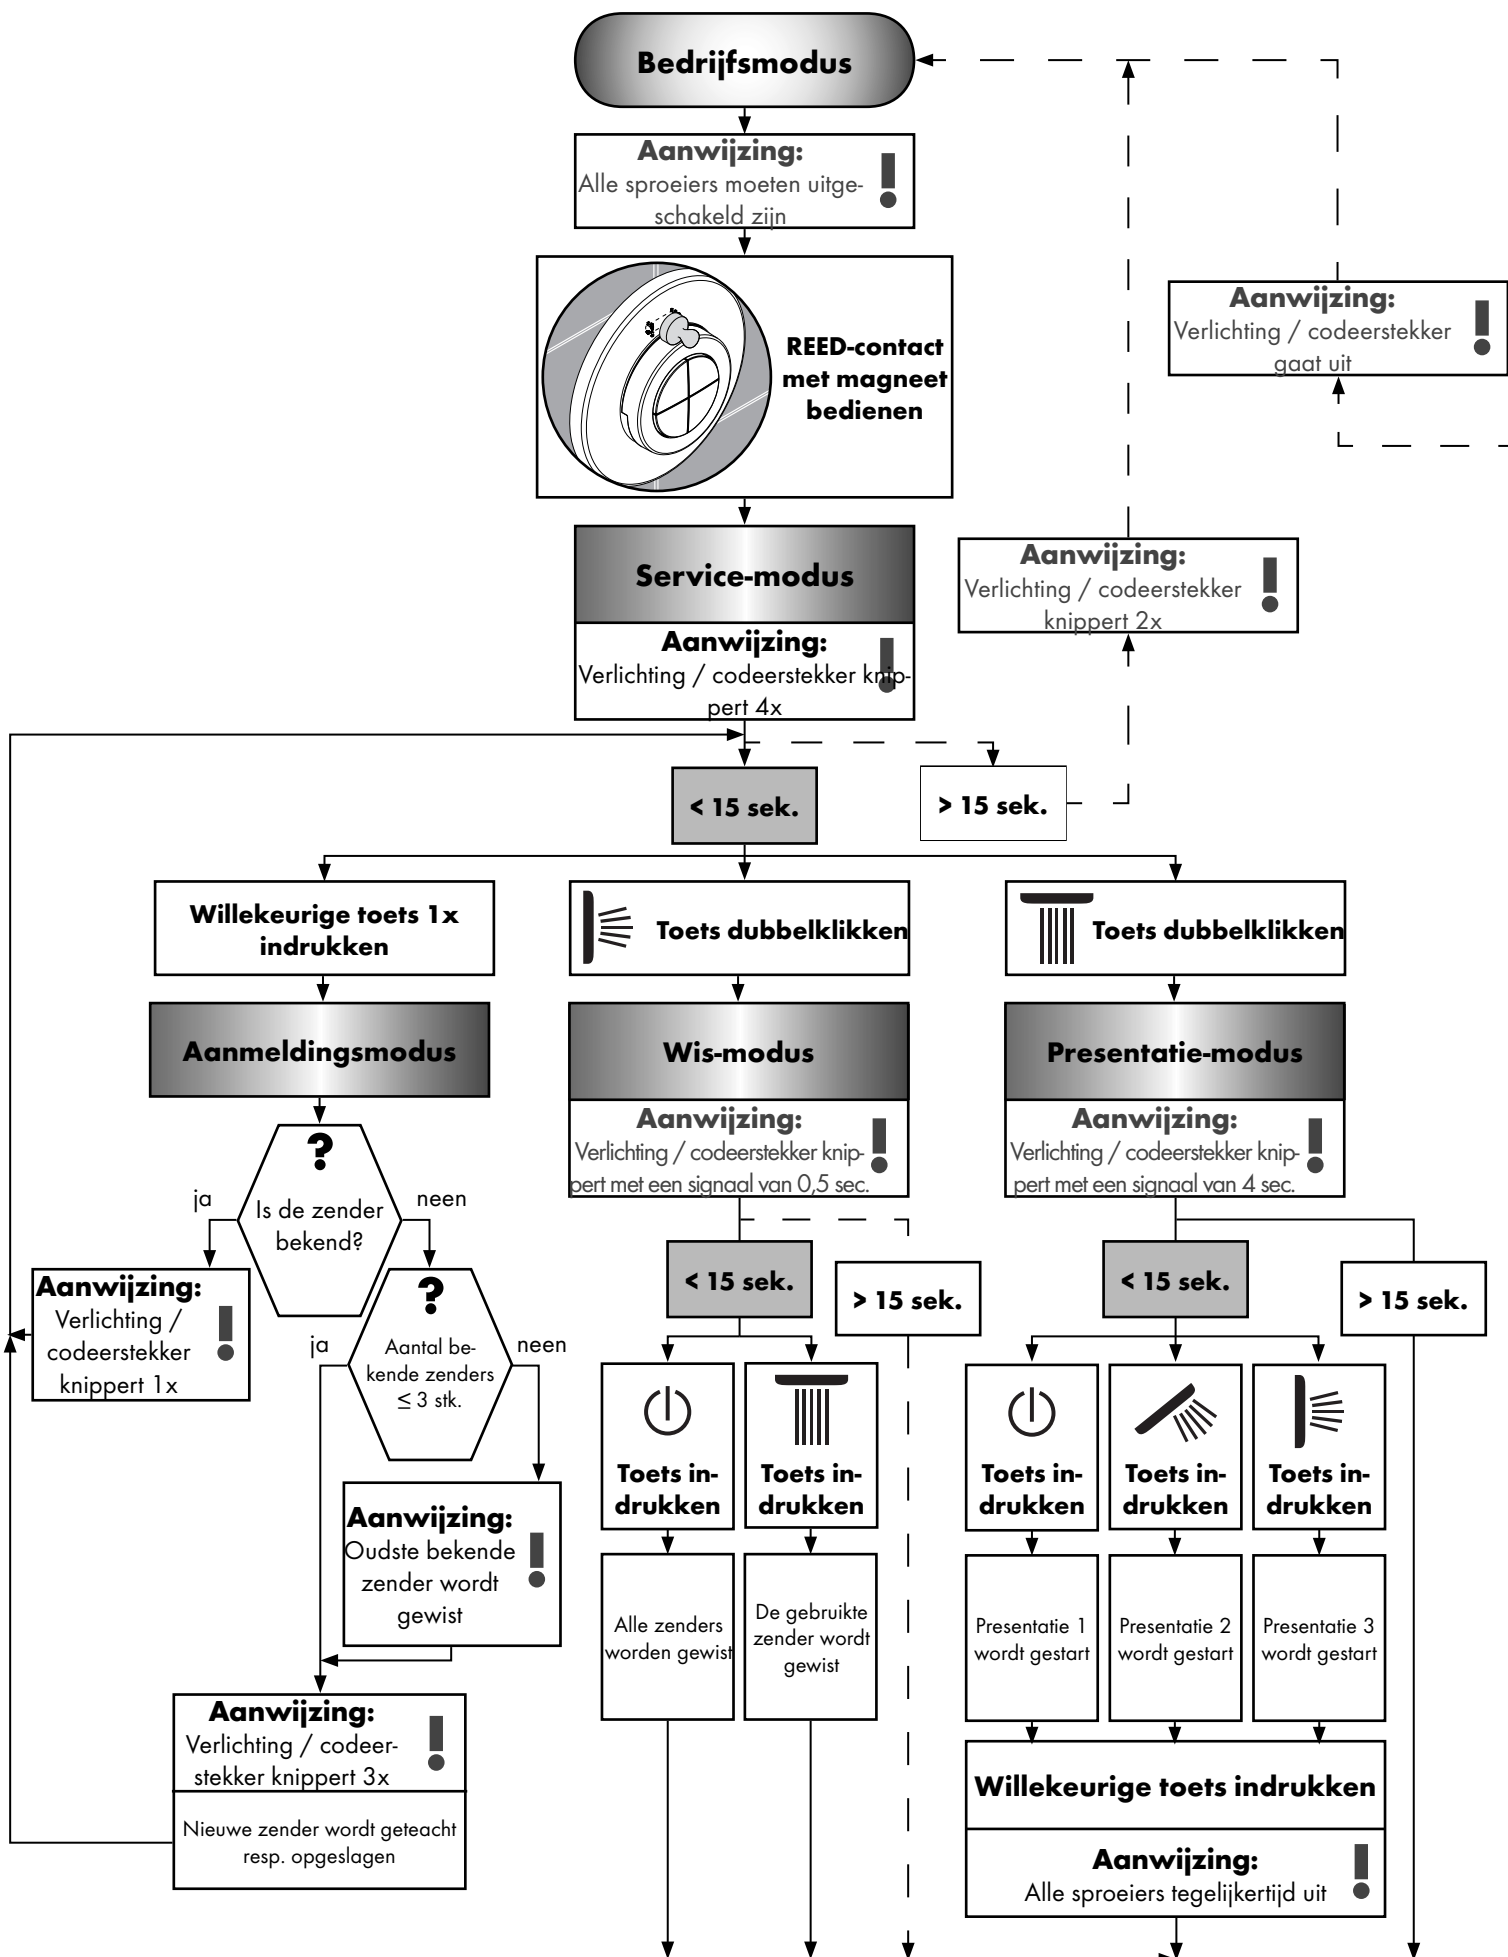 Bedrijfsmodus
Aanwijzing:
Alle sproeiers moeten uitge-
schakeld zijn
REED-contact
met magneet
bedienen
Aanwijzing:
Verlichting / codeerstekker
gaat uit
Service-modus
Aanwijzing:
Verlichting / codeerstekker knip-
pert 4x
Aanwijzing:
Verlichting / codeerstekker
knippert 2x
< 15 sek.
> 15 sek.
Willekeurige toets 1x
indrukken
Toets dubbelklikken
Toets dubbelklikken
Aanmeldingsmodus
Wis-modus
Aanwijzing:
Verlichting / codeerstekker knip-
pert met een signaal van 0,5 sec.
Presentatie-modus
Aanwijzing:
Verlichting / codeerstekker knip-
pert met een signaal van 4 sec.
?
Is de zender
bekend?
ja
neen
Aanwijzing:
Verlichting /
codeerstekker
knippert 1x
?
Aantal be-
kende zenders
≤ 3 stk.
ja
neen
Aanwijzing:
Oudste bekende
zender wordt
gewist
Aanwijzing:
Verlichting / codeer-
stekker knippert 3x
Nieuwe zender wordt geteacht
resp. opgeslagen
< 15 sek.
> 15 sek.
Toets in-
drukken
Toets in-
drukken
Alle zenders
worden gewist
De gebruikte
zender wordt
gewist
< 15 sek.
> 15 sek.
Toets in-
drukken
Toets in-
drukken
Toets in-
drukken
Presentatie 1
wordt gestart
Presentatie 2
wordt gestart
Presentatie 3
wordt gestart
Willekeurige toets indrukken
Aanwijzing:
Alle sproeiers tegelijkertijd uit